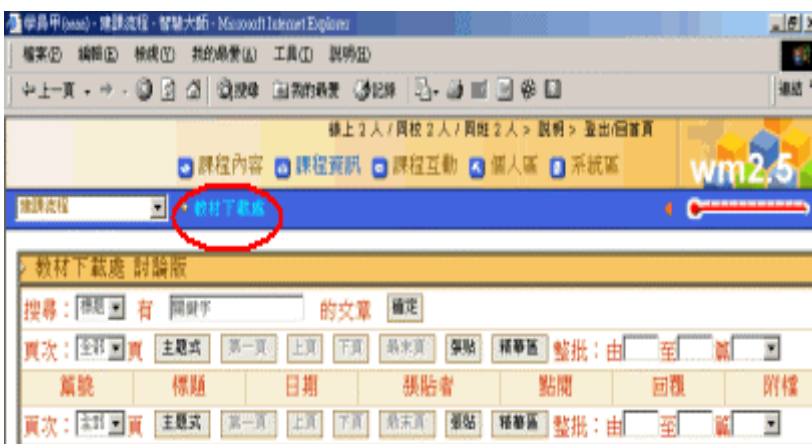 學員甲 (sean) - 建課流程 - 智慧大師 - Microsoft Internet Explorer
檔案(F) 編輯(E) 檢視(V) 我的最愛(A) 工具(T) 說明(H)
上一頁 搜尋 我的最愛 記錄 連結
線上 2 人 / 同校 2 人 / 同班 2 人 > 說明 > 登出/回首頁
課程內容 課程資訊 課程互動 個人區 系統區 wm2.5
建課流程 教材下載處
教材下載處 討論版
搜尋：標題 有 關鍵字 的文章 確定
頁次：全部 頁 主題式 第一頁 上頁 下頁 最末頁 張貼 精華區 整批：由 至 篇
篇號 標題 日期 張貼者 點閱 回覆 附檔
頁次：全部 頁 主題式 第一頁 上頁 下頁 最末頁 張貼 精華區 整批：由 至 篇